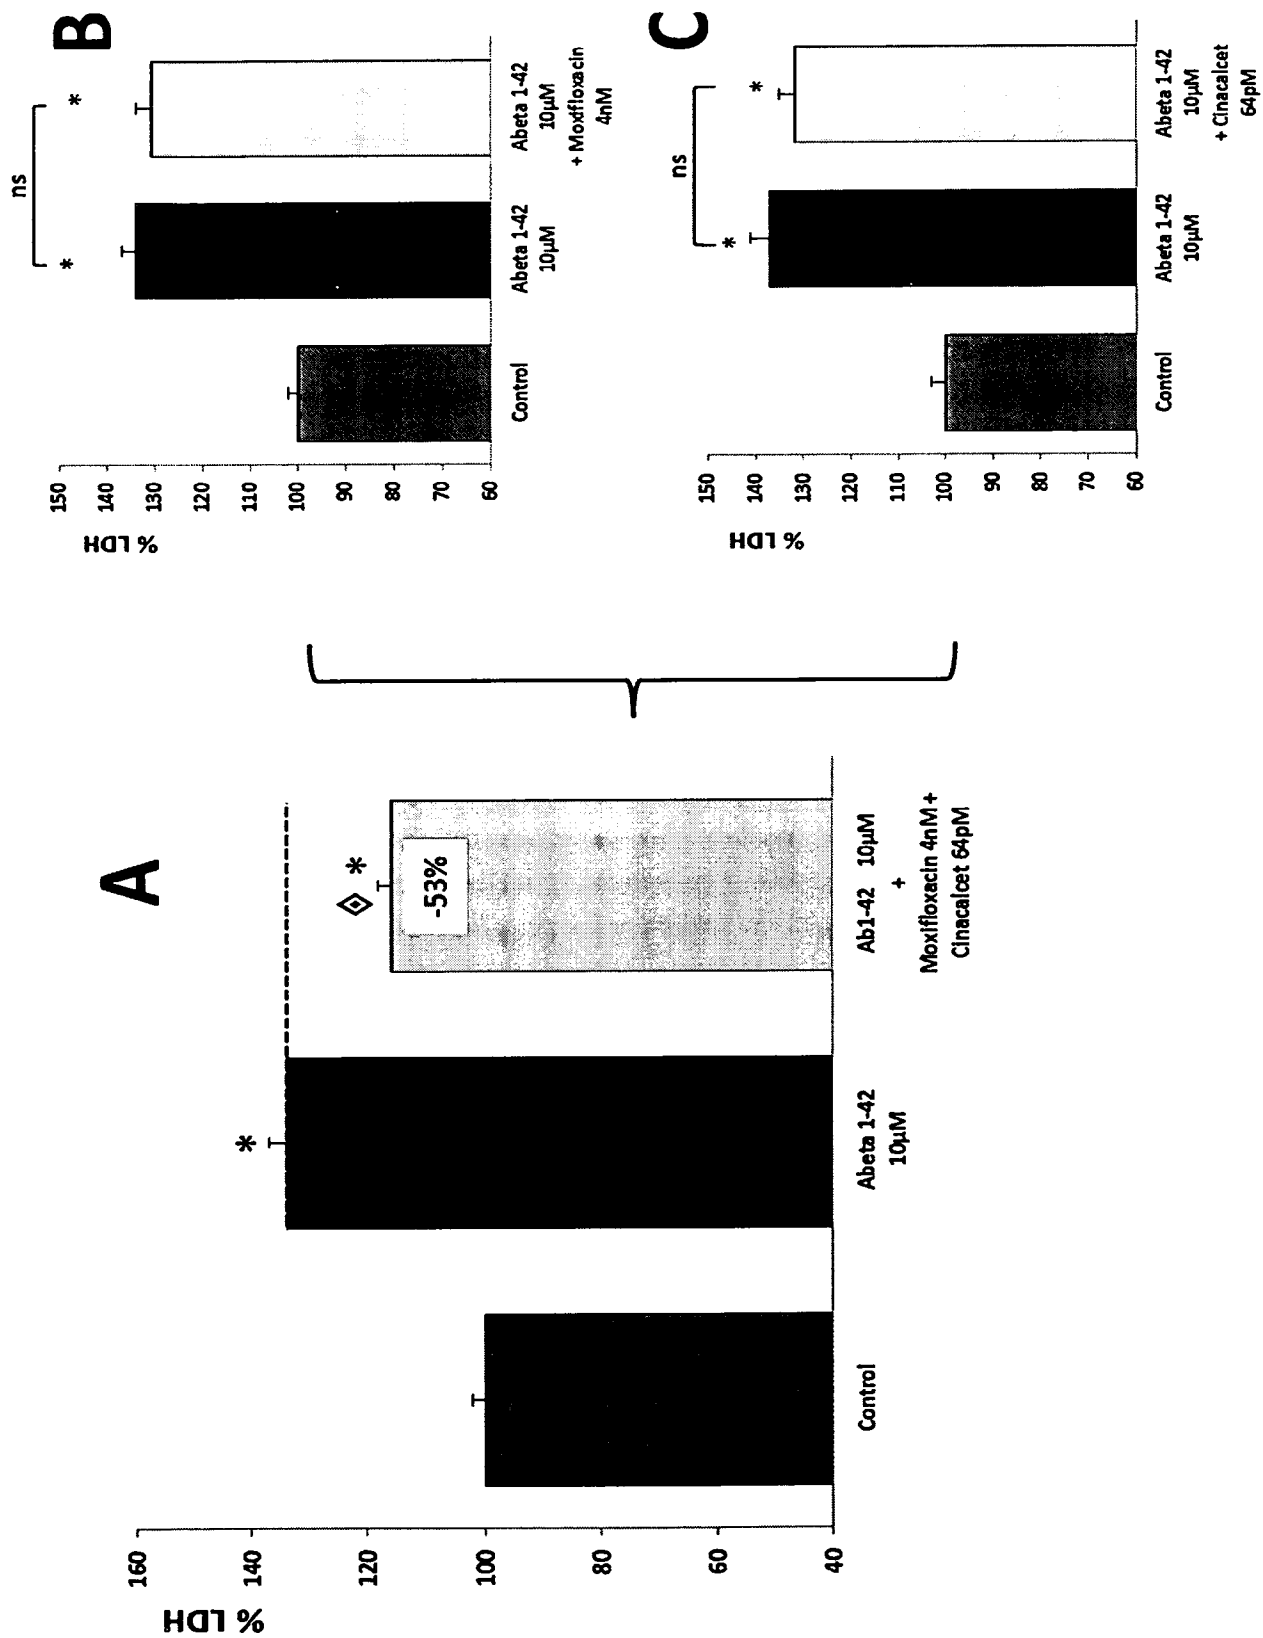 A
% LDH
160
140
120
100
80
60
40
*
*
-53%
Control
Abeta 1-42
10µM
Ab1-42 10µM
+
Moxifloxacin 4nM +
Cinacalcet 64pM
B
% LDH
150
140
130
120
110
100
90
80
70
60
ns
*
*
Control
Abeta 1-42
10µM
Abeta 1-42
10µM
+ Moxifloxacin
4nM
C
% LDH
150
140
130
120
110
100
90
80
70
60
ns
*
*
Control
Abeta 1-42
10µM
Abeta 1-42
10µM
+ Cinacalcet
64pM